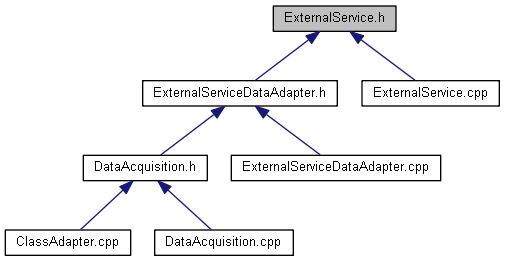 ExternalService.h
ExternalServiceDataAdapter.h
ExternalService.cpp
DataAcquisition.h
ExternalServiceDataAdapter.cpp
ClassAdapter.cpp
DataAcquisition.cpp